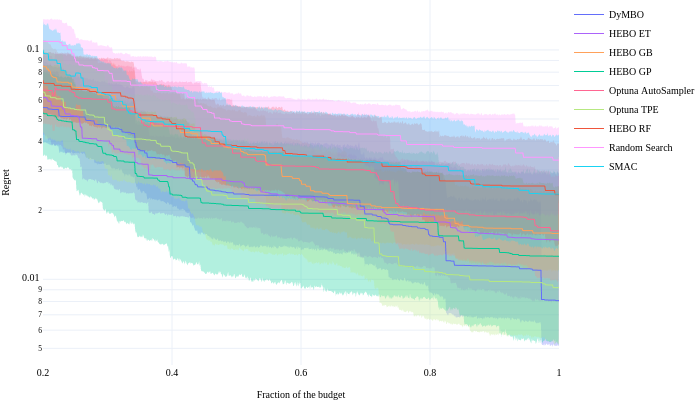 0.1
9
8
7
6
5
4
3
2
0.01
9
8
7
6
5
Regret
0.2
0.4
0.6
0.8
1
Fraction of the budget
DyMBO
HEBO ET
HEBO GB
HEBO GP
Optuna AutoSampler
Optuna TPE
HEBO RF
Random Search
SMAC